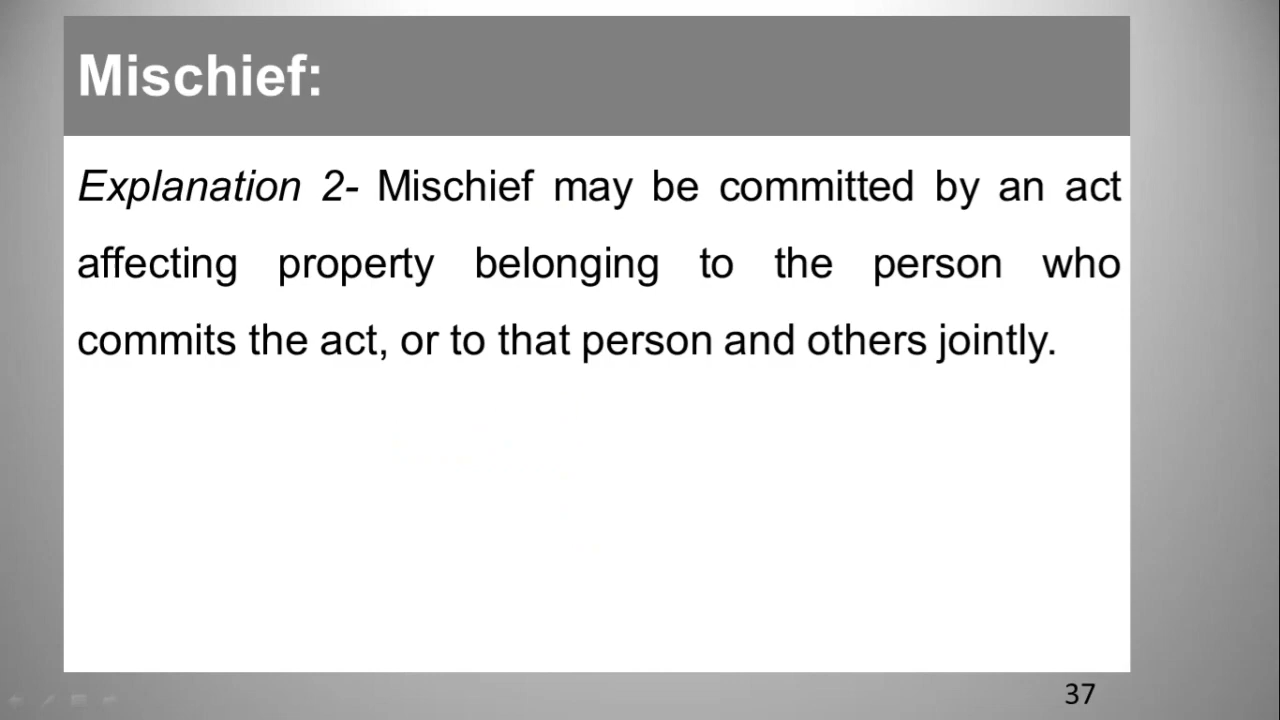 Mischief:
Explanation 2- Mischief may be committed by an act
affecting property belonging to the person who
commits the act, or to that person and others jointly.
37